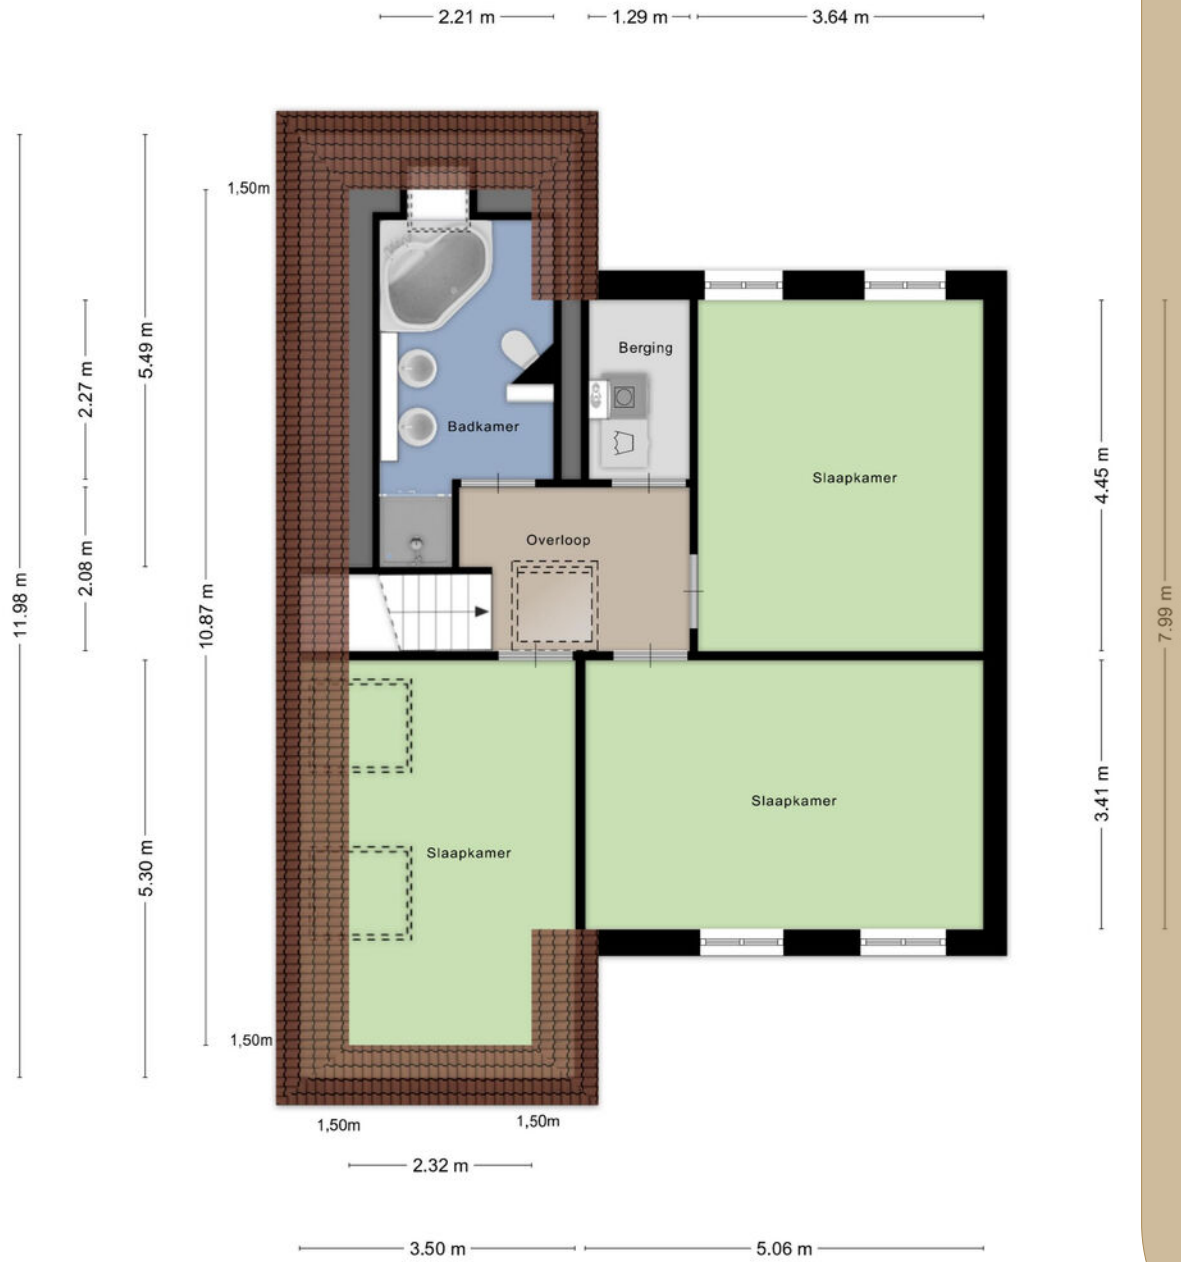 2.21 m
1.29 m
3.64 m
1,50m
5.49 m
2.27 m
Berging
Badkamer
Slaapkamer
4.45 m
Overloop
2.08 m
11.98 m
10.87 m
7.99 m
Slaapkamer
3.41 m
Slaapkamer
5.30 m
1,50m
1,50m
1,50m
2.32 m
3.50 m
5.06 m